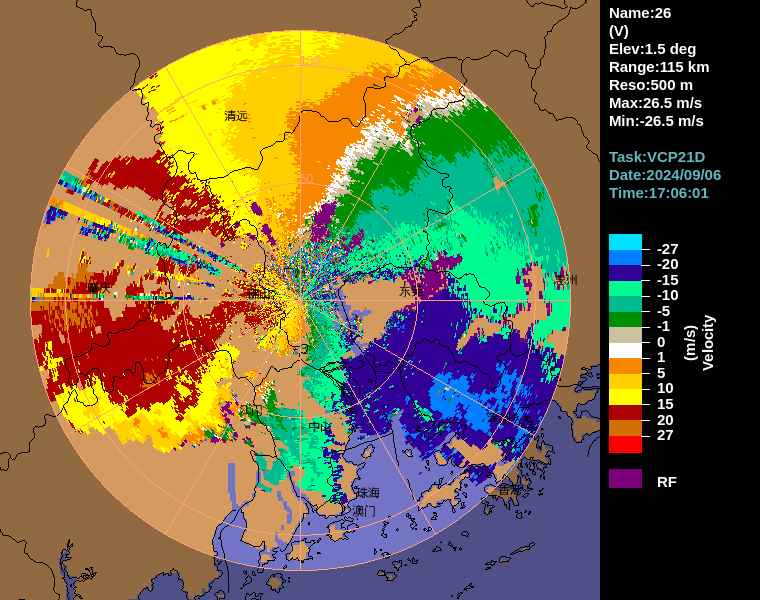 Name:26
(V)
Elev:1.5 deg
Range:115 km
Reso:500 m
Max:26.5 m/s
Min:-26.5 m/s
Task:VCP21D
Date:2024/09/06
Time:17:06:01
-27
-20
-15
-10
-5
-1
0
1
5
10
15
20
27
(m/s)
Velocity
RF
100
清远
50
东莞
中山
珠海
澳门
香港